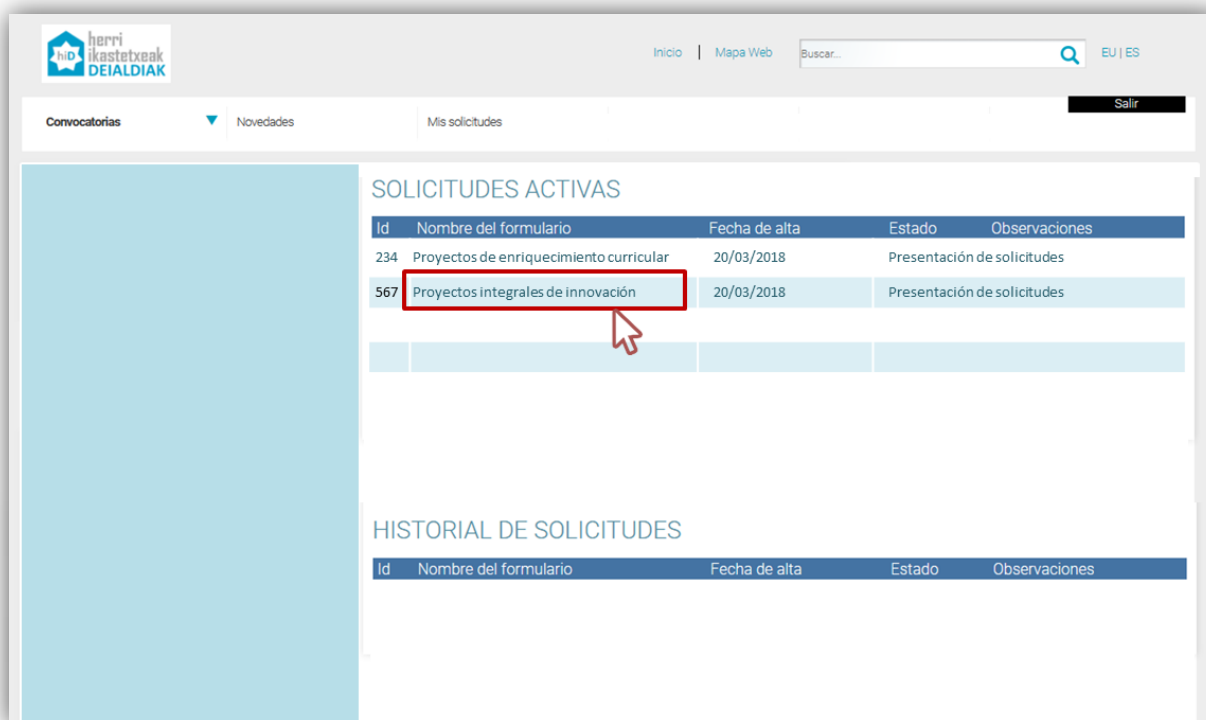 herri
ikastetxeak
DEIALDIAK
hiD
Inicio | Mapa Web
Buscar...
EU | ES
Salir
Convocatorias Novedades Mis solicitudes
SOLICITUDES ACTIVAS
Id Nombre del formulario Fecha de alta Estado Observaciones
234 Proyectos de enriquecimiento curricular 20/03/2018 Presentación de solicitudes
567 Proyectos integrales de innovación 20/03/2018 Presentación de solicitudes
HISTORIAL DE SOLICITUDES
Id Nombre del formulario Fecha de alta Estado Observaciones